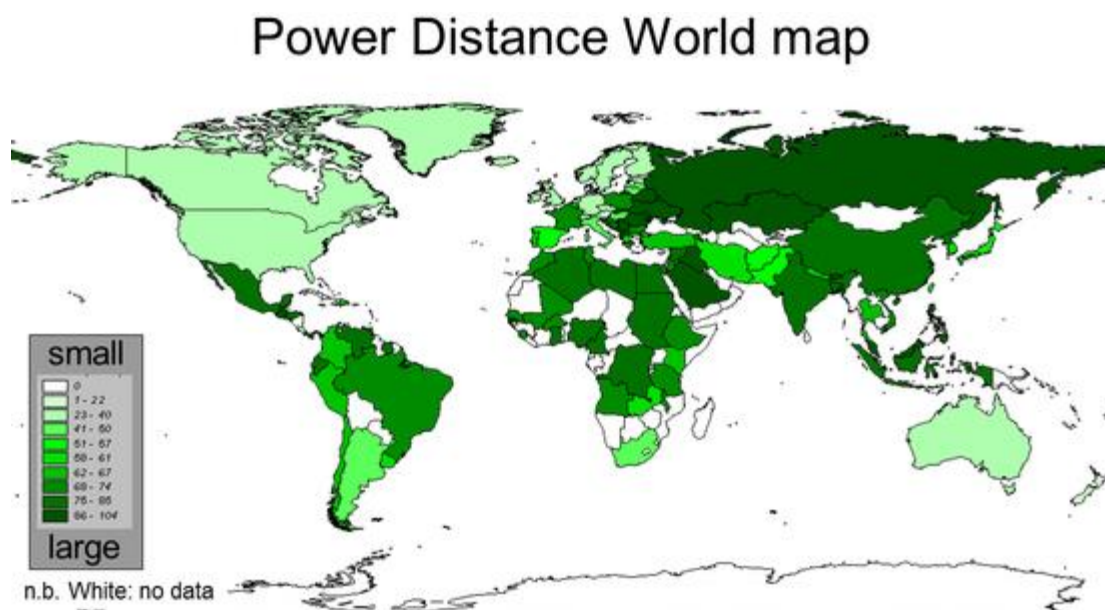 Power Distance World map
small
0
1 - 22
23 - 40
41 - 50
51 - 57
58 - 61
62 - 67
68 - 74
75 - 85
86 - 104
large
n.b. White: no data